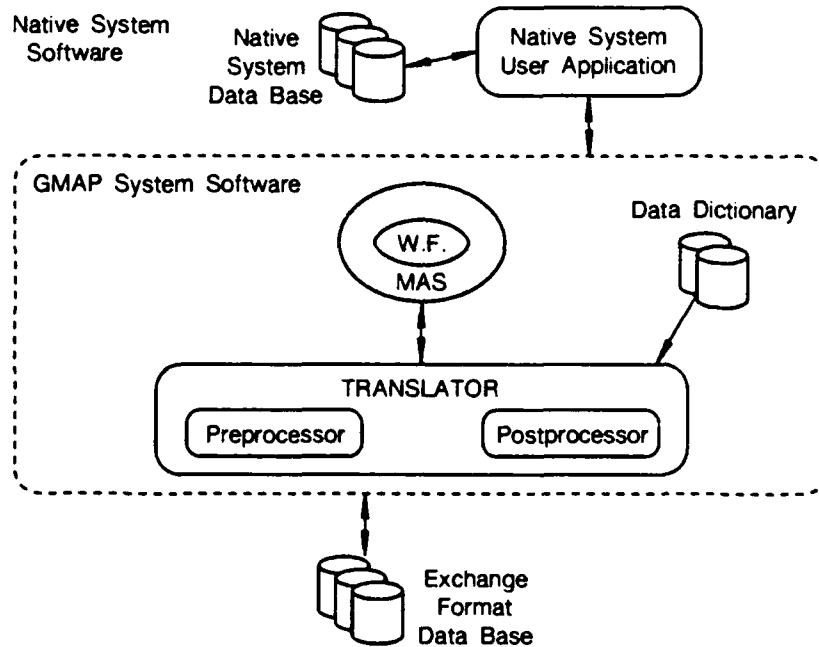 Native System
Software
Native
System
Data Base
Native System
User Application
GMAP System Software
W.F.
MAS
Data Dictionary
TRANSLATOR
Preprocessor
Postprocessor
Exchange
Format
Data Base